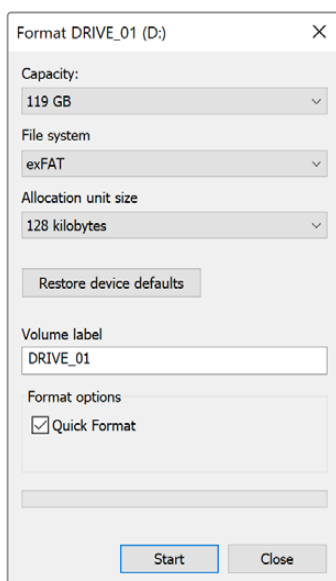 Format DRIVE_01 (D:)
Capacity:
119 GB
File system
exFAT
Allocation unit size
128 kilobytes
Restore device defaults
Volume label
DRIVE_01
Format options
Quick Format
Start Close